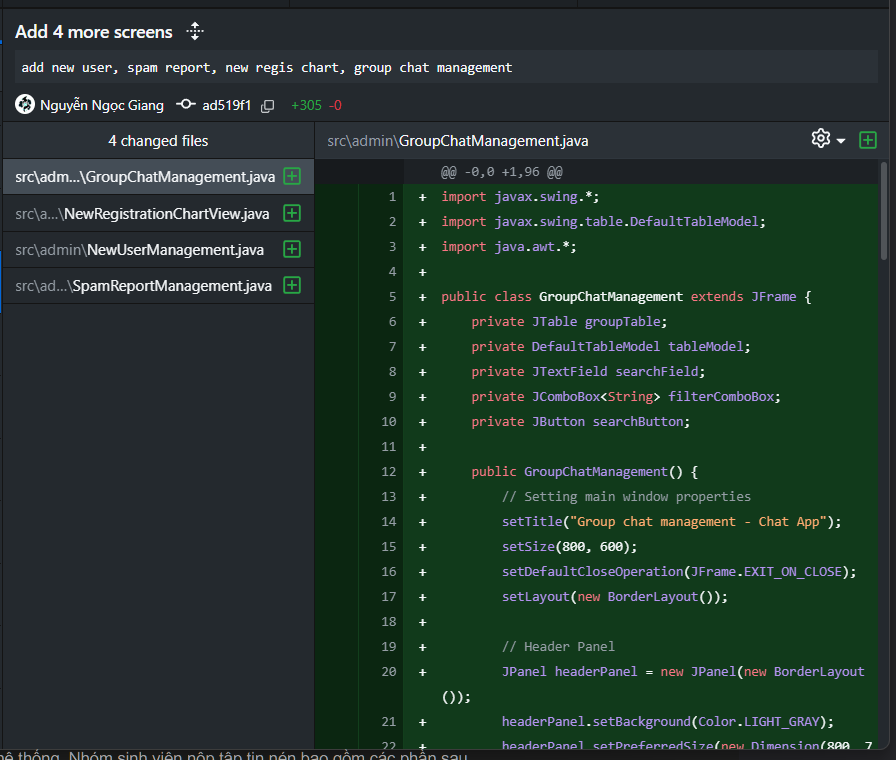 Add 4 more screens
add new user, spam report, new regis chart, group chat management
Nguyễn Ngọc Giang ad519f1 +305 -0
4 changed files
src\adm...\GroupChatManagement.java
src\a...\NewRegistrationChartView.java
src\admin\NewUserManagement.java
src\ad...\SpamReportManagement.java
src\admin\GroupChatManagement.java
@@ -0,0 +1,96 @@
1 + import javax.swing.*;
2 + import javax.swing.table.DefaultTableModel;
3 + import java.awt.*;
4 +
5 + public class GroupChatManagement extends JFrame {
6 + private JTable groupTable;
7 + private DefaultTableModel tableModel;
8 + private JTextField searchField;
9 + private JComboBox<String> filterComboBox;
10 + private JButton searchButton;
11 +
12 + public GroupChatManagement() {
13 + // Setting main window properties
14 + setTitle("Group chat management - Chat App");
15 + setSize(800, 600);
16 + setDefaultCloseOperation(JFrame.EXIT_ON_CLOSE);
17 + setLayout(new BorderLayout());
18 +
19 + // Header Panel
20 + JPanel headerPanel = new JPanel(new BorderLayout
());
21 + headerPanel.setBackground(Color.LIGHT_GRAY);
22 + headerPanel.setPreferredSize(new Dimension(800, 7
thống. Nhóm sinh viên nộp tập tin nén bao gồm các phần sau